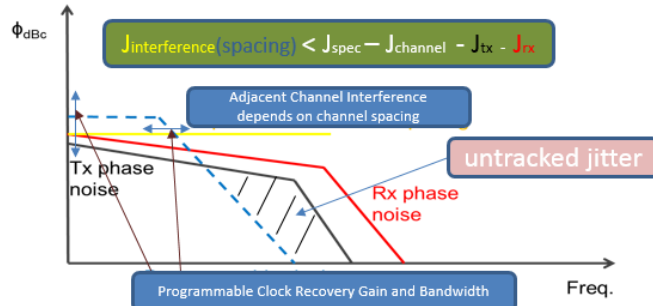 ϕdBc
Jinterference(spacing) < Jspec – Jchannel - Jtx - Jrx
Adjacent Channel Interference
depends on channel spacing
untracked jitter
Tx phase
noise
Rx phase
noise
Programmable Clock Recovery Gain and Bandwidth
Freq.